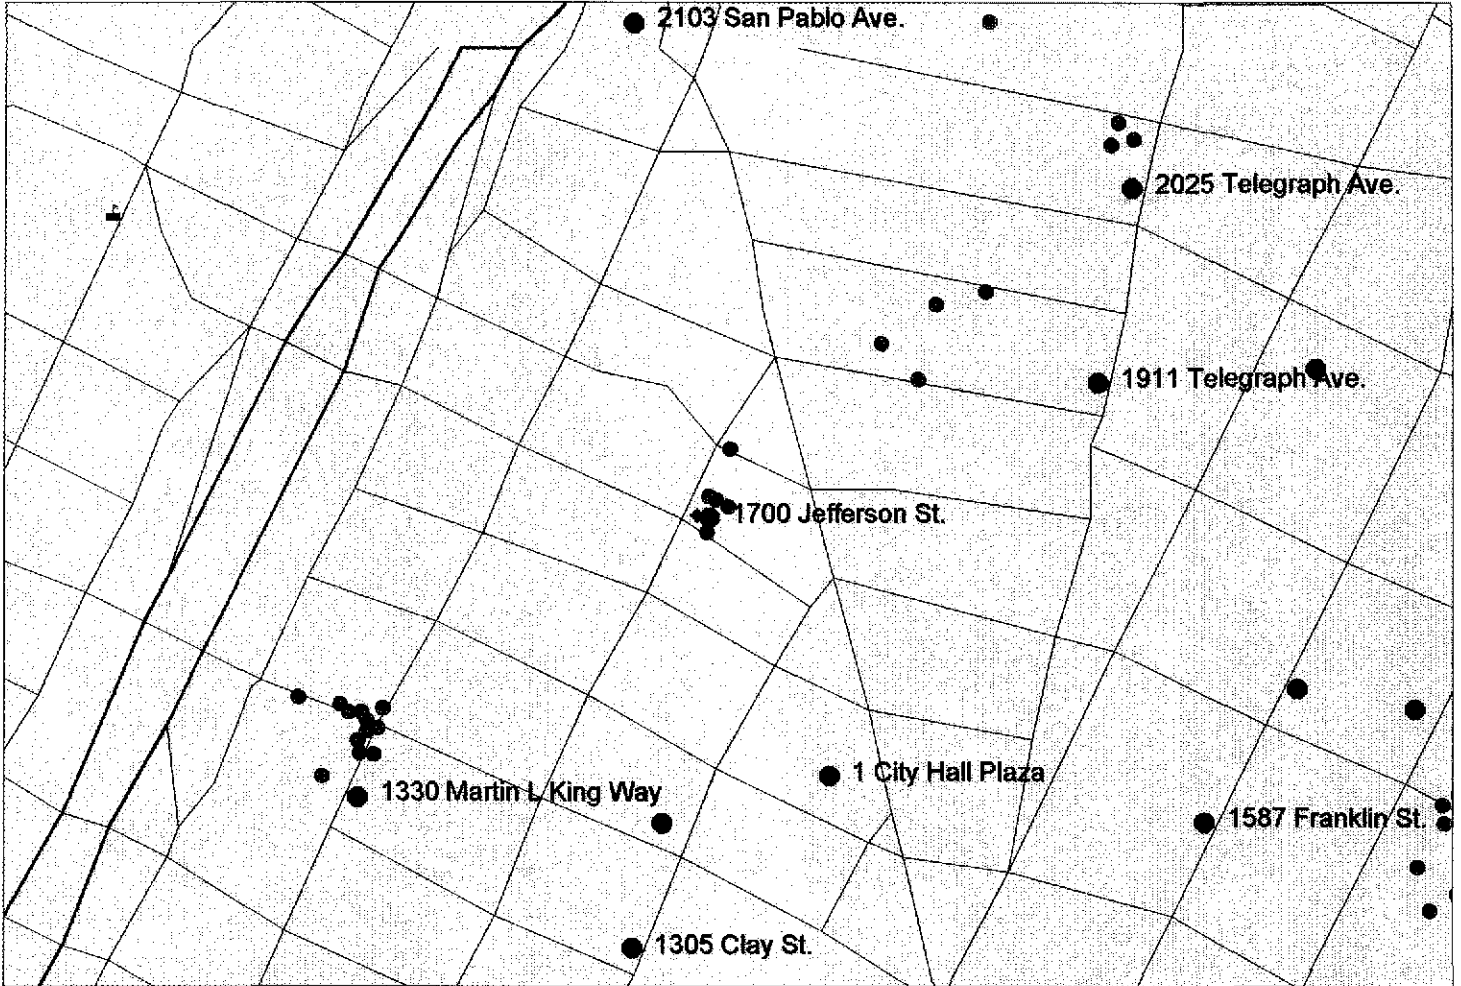 2103 San Pablo Ave.
2025 Telegraph Ave.
1911 Telegraph Ave.
1700 Jefferson St.
1 City Hall Plaza
1330 Martin L King Way
1587 Franklin St.
1305 Clay St.